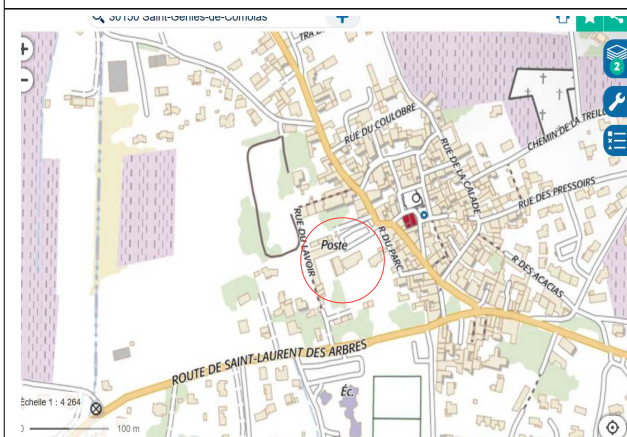 30150 Saint-Geniès-de-Comolas
2
RUE DU COULOBRE
RUE DE LA CALADE
CHEMIN DE LA TREILLE
RUE DES PRESSOIRS
RUE DU LAVOIR
Poste
R DU PARC
R DES ACACIAS
ROUTE DE SAINT-LAURENT DES ARBRES
Éc.
Échelle 1 : 4 264
0
100 m